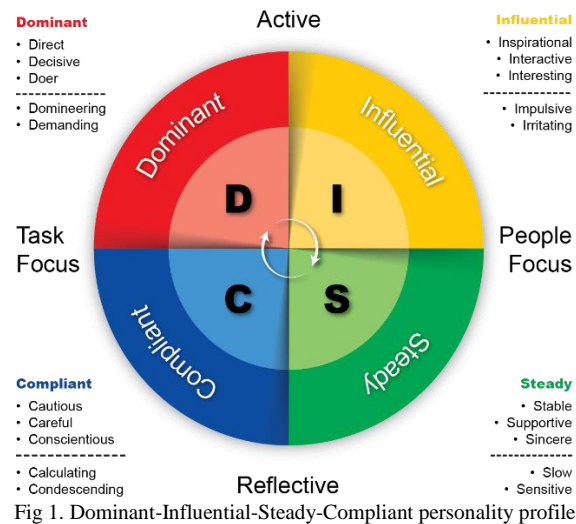 Active
Dominant
• Direct
• Decisive
• Doer
• Domineering
• Demanding
Influential
• Inspirational
• Interactive
• Interesting
• Impulsive
• Irritating
Dominant
Influential
D
I
Task
Focus
People
Focus
C
S
Compliant
Steady
Compliant
• Cautious
• Careful
• Conscientious
• Calculating
• Condescending
Steady
• Stable
• Supportive
• Sincere
• Slow
• Sensitive
Reflective
Fig 1. Dominant-Influential-Steady-Compliant personality profile